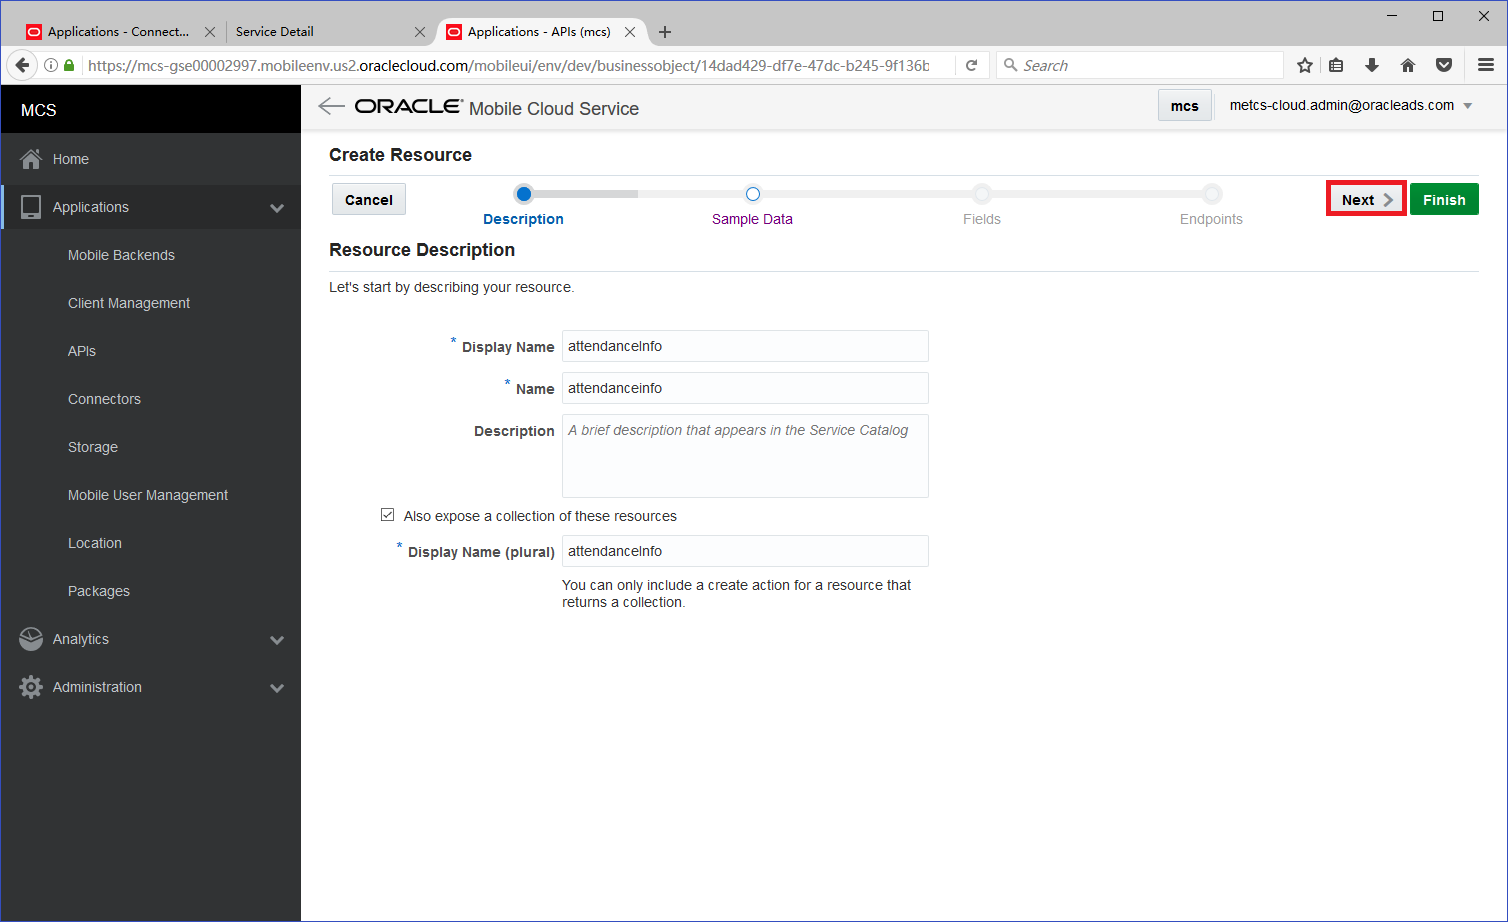 Applications - Connect...
Service Detail
Applications - APIs (mcs)
https://mcs-gse00002997.mobileenv.us2.oraclecloud.com/mobileui/env/dev/businessobject/14dad429-df7e-47dc-b245-9f136b
Search
MCS
ORACLE Mobile Cloud Service
mcs
metcs-cloud.admin@oracleads.com
Home
Applications
Mobile Backends
Client Management
APIs
Connectors
Storage
Mobile User Management
Location
Packages
Analytics
Administration
Create Resource
Cancel
Description
Sample Data
Fields
Endpoints
Next
Finish
Resource Description
Let's start by describing your resource.
* Display Name attendanceInfo
* Name attendanceinfo
Description A brief description that appears in the Service Catalog
Also expose a collection of these resources
* Display Name (plural) attendanceInfo
You can only include a create action for a resource that
returns a collection.